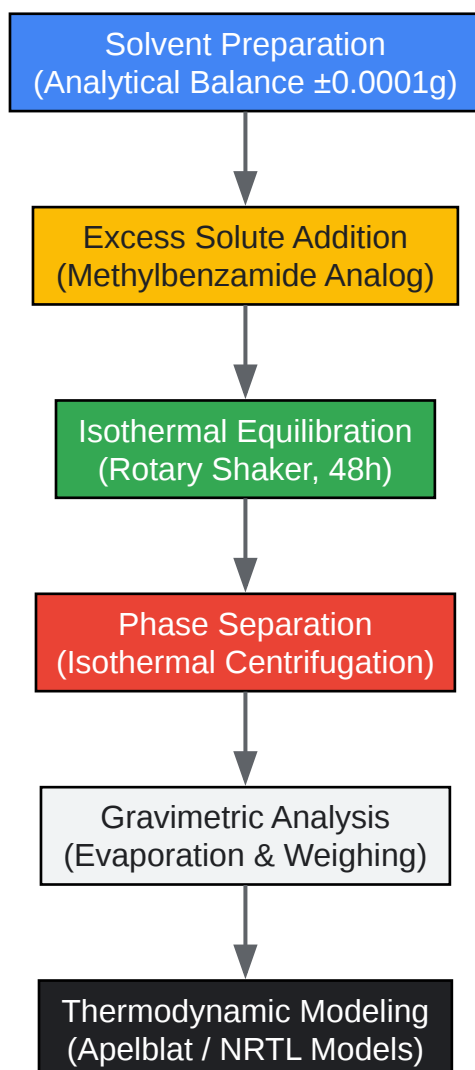 Solvent Preparation
(Analytical Balance ±0.0001g)
Excess Solute Addition
(Methylbenzamide Analog)
Isothermal Equilibration
(Rotary Shaker, 48h)
Phase Separation
(Isothermal Centrifugation)
Gravimetric Analysis
(Evaporation & Weighing)
Thermodynamic Modeling
(Apelblat / NRTL Models)